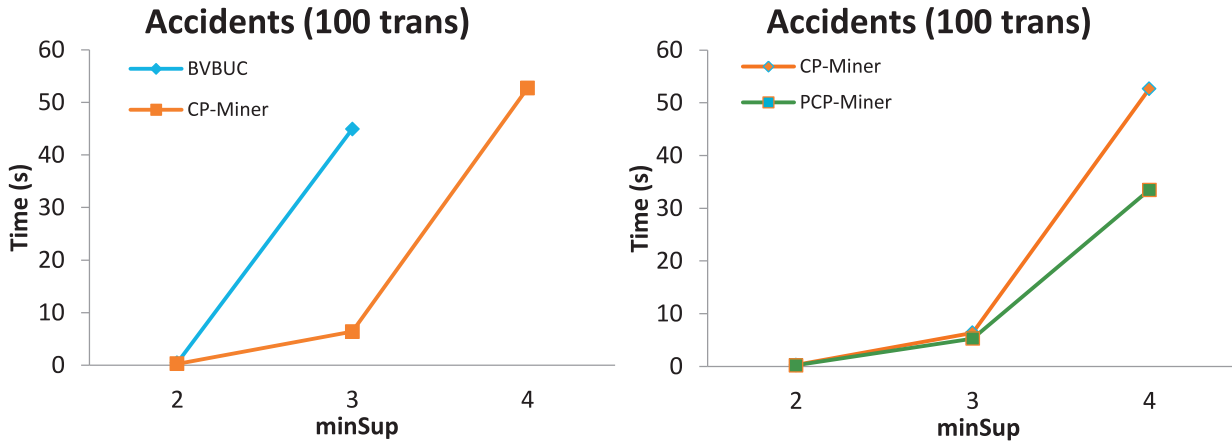 Accidents (100 trans)
60
50
40
30
20
10
0
Time (s)
BVBUC
CP-Miner
2
3
4
minSup
Accidents (100 trans)
60
50
40
30
20
10
0
Time (s)
CP-Miner
PCP-Miner
2
3
4
minSup